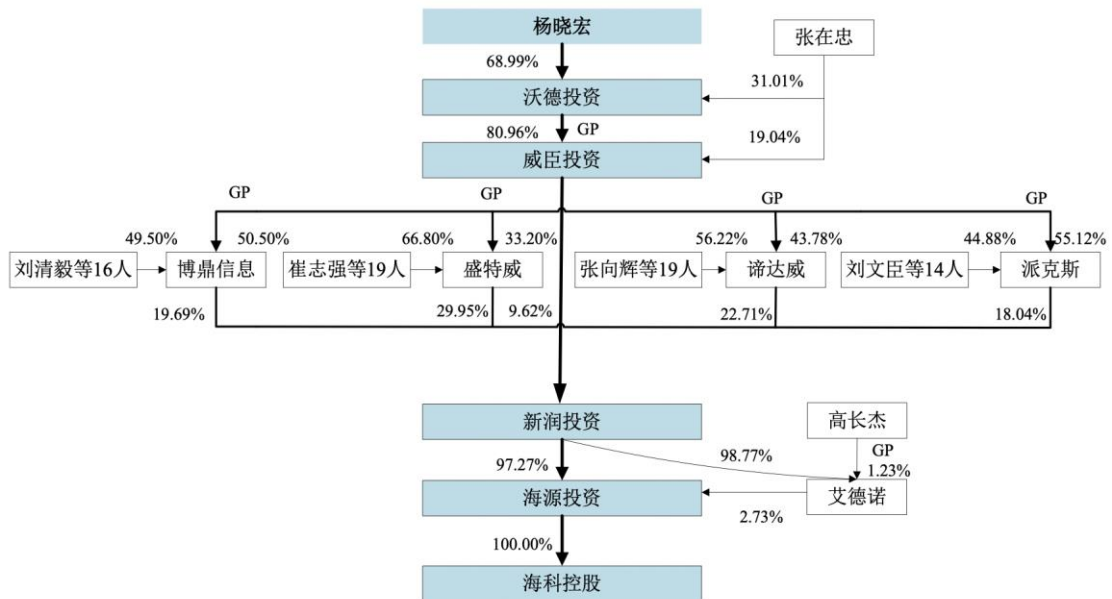 杨晓宏
张在忠
68.99%
31.01%
沃德投资
80.96% GP
19.04%
威臣投资
GP GP GP GP
49.50% 50.50% 66.80% 33.20% 56.22% 43.78% 44.88% 55.12%
刘清毅等16人 博鼎信息 崔志强等19人 盛特威 张向辉等19人 谛达威 刘文臣等14人 派克斯
19.69% 29.95% 9.62% 22.71% 18.04%
新润投资 高长杰
97.27% 98.77% GP
1.23%
海源投资 艾德诺
2.73%
100.00%
海科控股